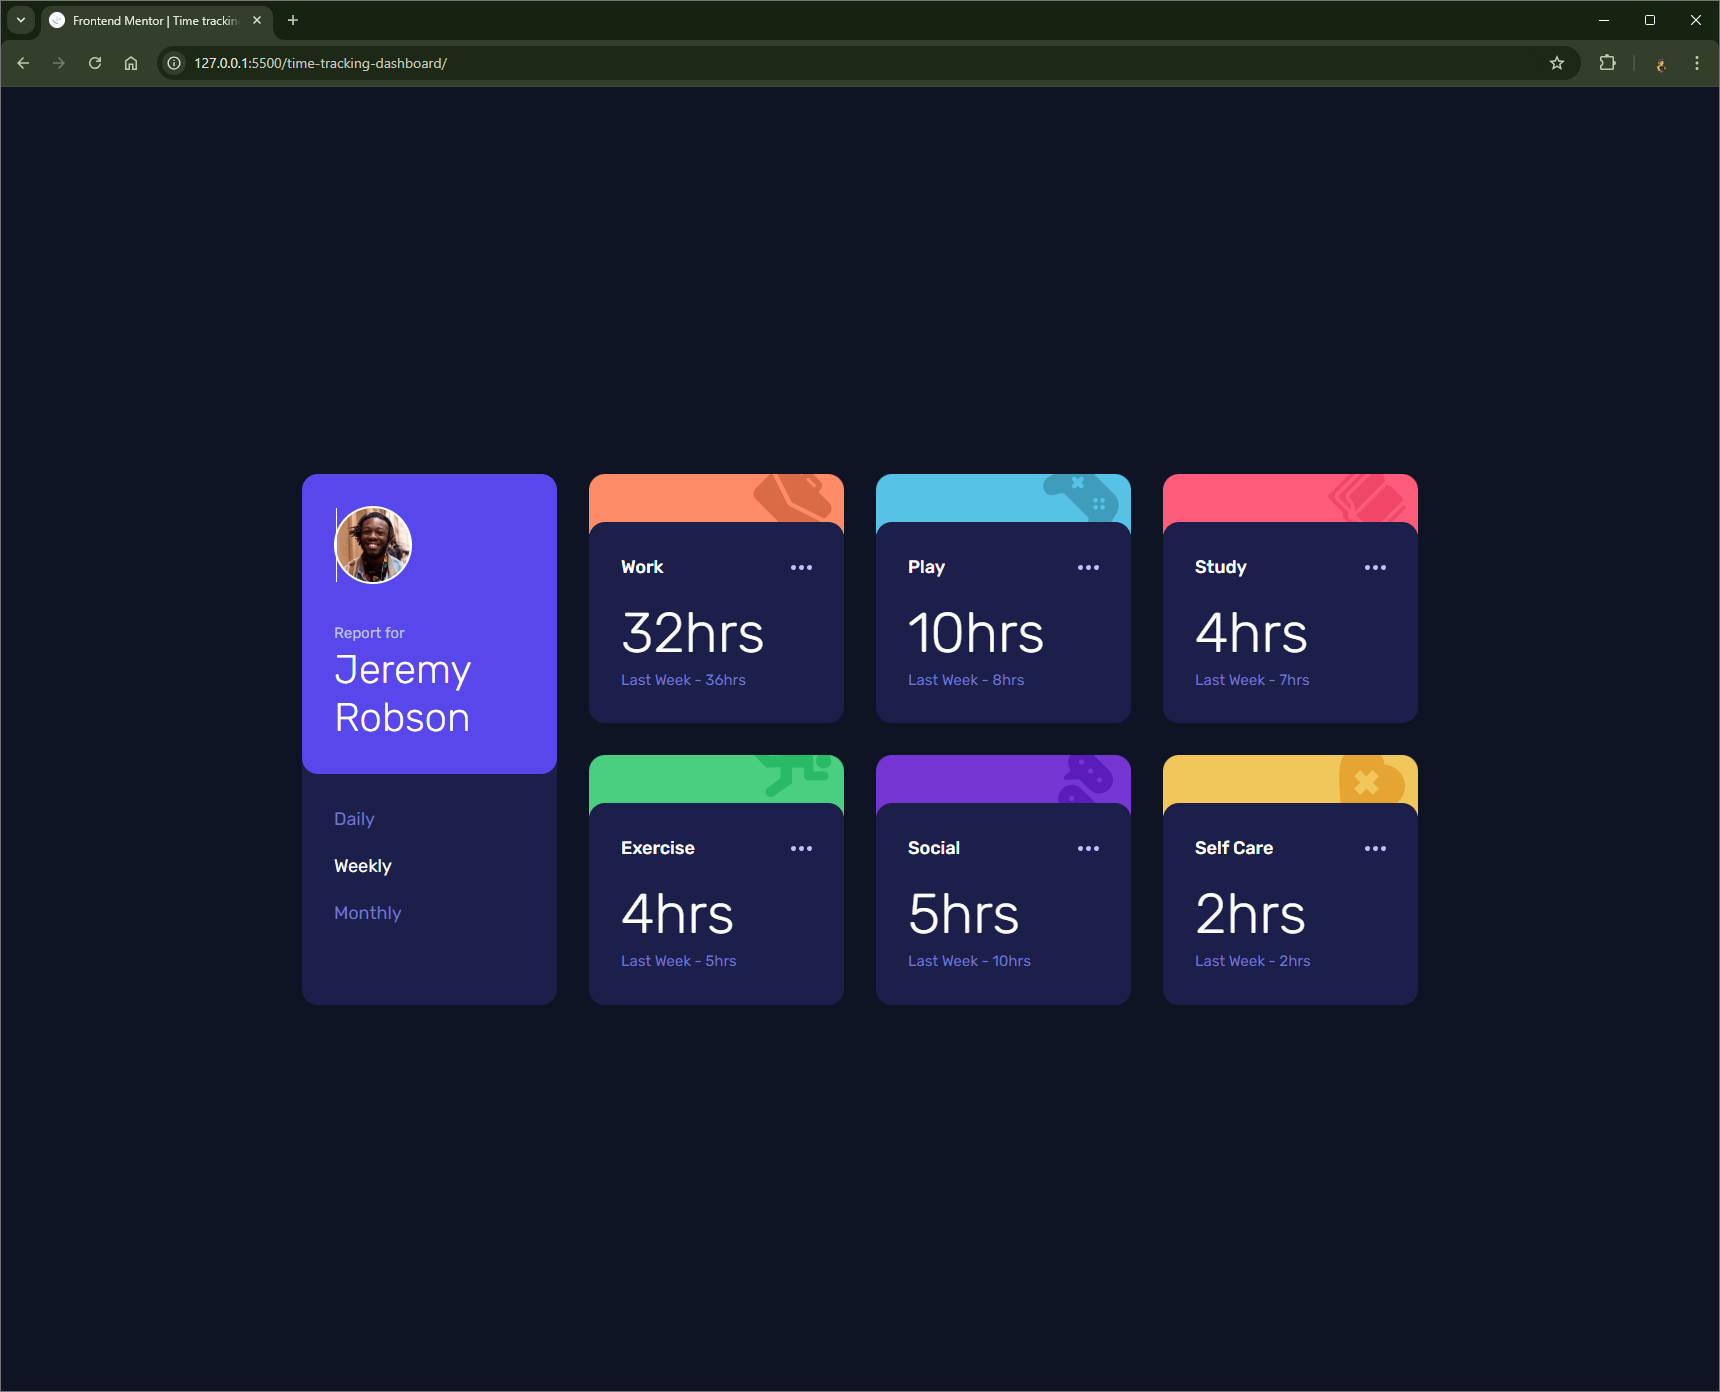 Frontend Mentor | Time trackin
127.0.0.1:5500/time-tracking-dashboard/
Report for
Jeremy
Robson
Daily
Weekly
Monthly
Work
32hrs
Last Week - 36hrs
Play
10hrs
Last Week - 8hrs
Study
4hrs
Last Week - 7hrs
Exercise
4hrs
Last Week - 5hrs
Social
5hrs
Last Week - 10hrs
Self Care
2hrs
Last Week - 2hrs